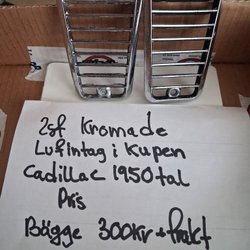 2st Kromade
Luftintag i Kupen
Cadillac 1950tal
Pris
Bägge 300kr + frakt